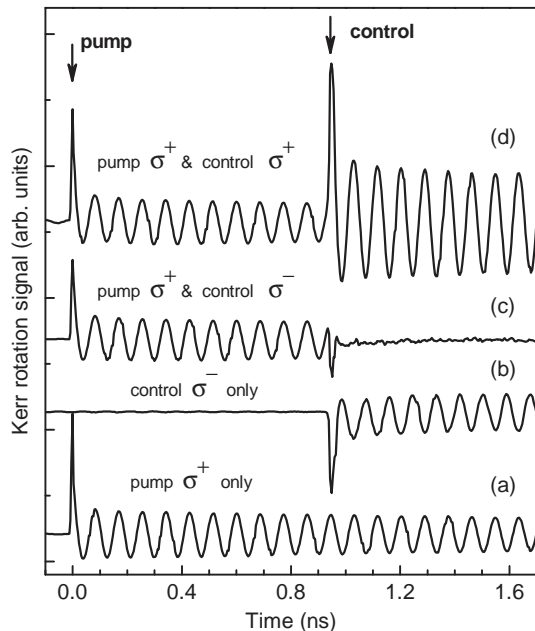 pump
control
(d)
pump σ+ & control σ+
pump σ+ & control σ−
(c)
(b)
control σ− only
pump σ+ only
(a)
Kerr rotation signal (arb. units)
0.0 0.4 0.8 1.2 1.6
Time (ns)